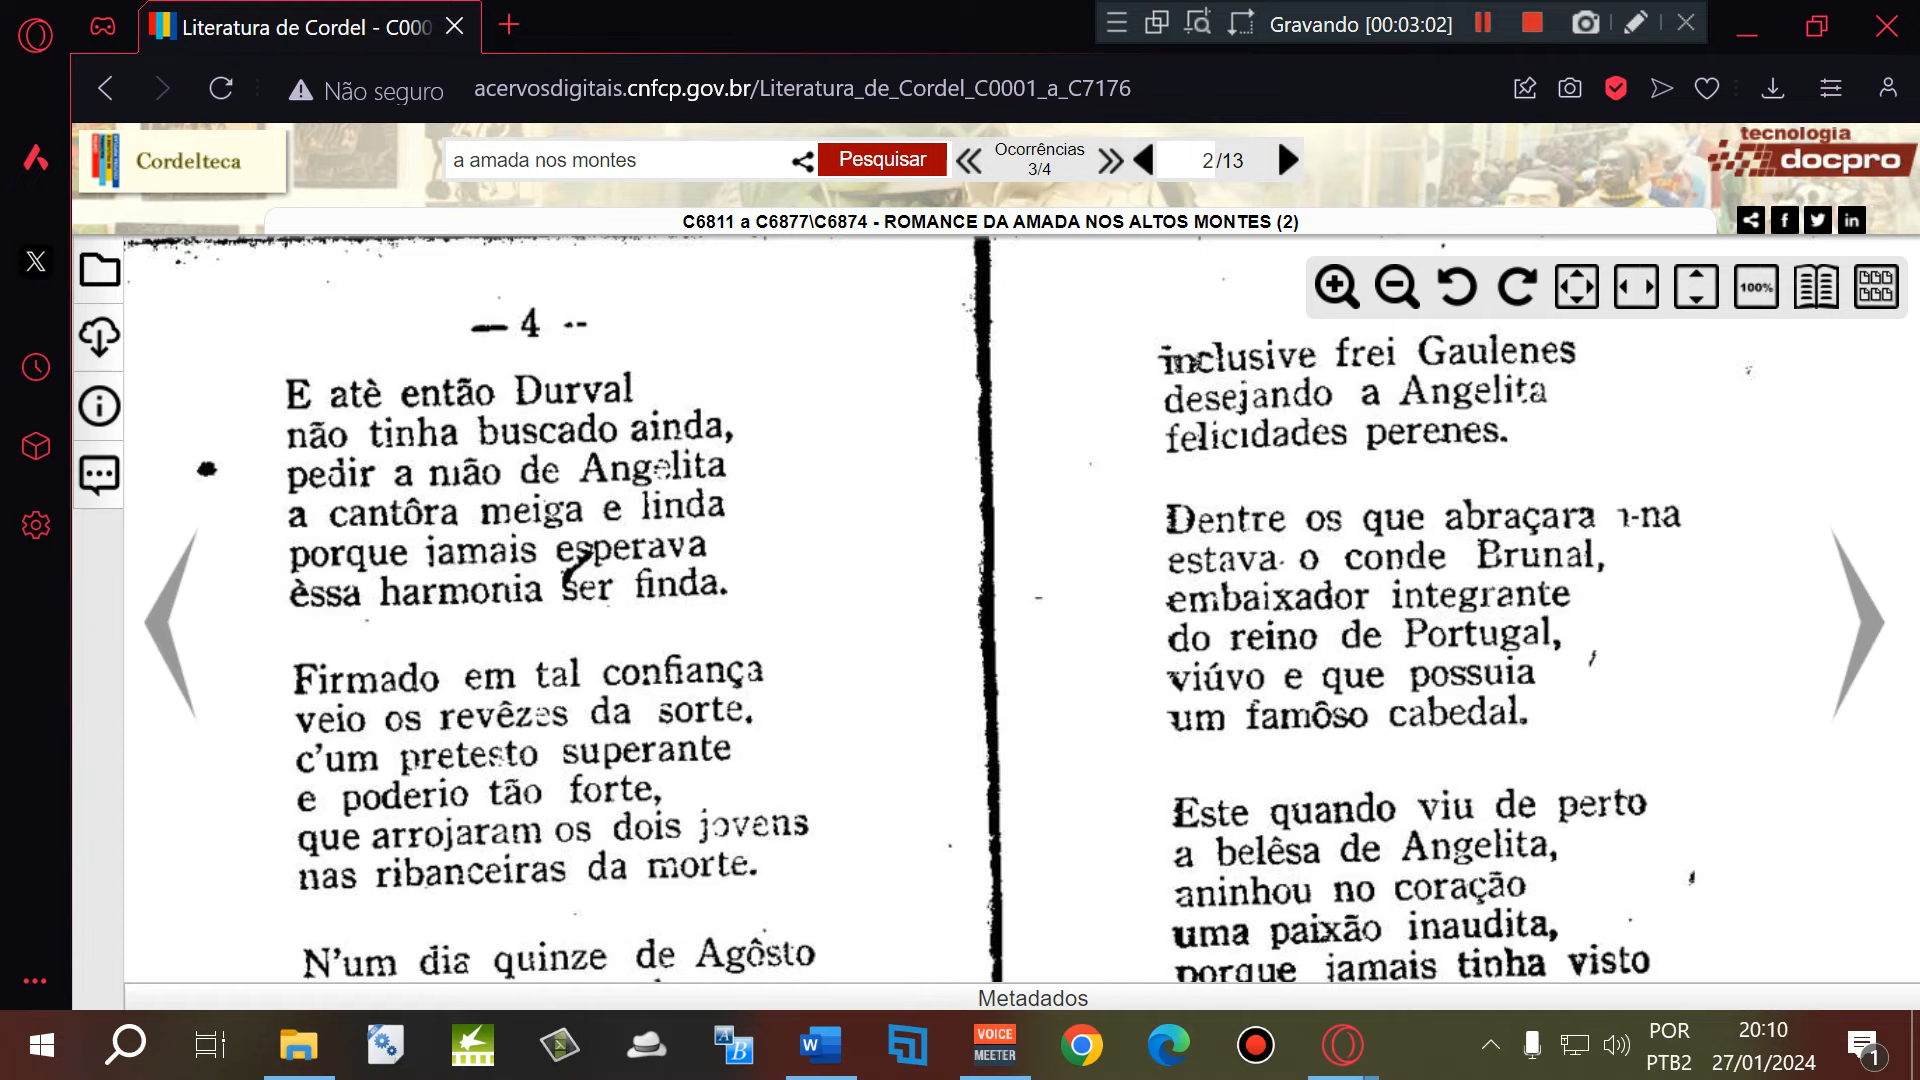 Literatura de Cordel - C000
Gravando [00:03:02]
Não seguro
acervosdigitais.cnfcp.gov.br/Literatura_de_Cordel_C0001_a_C7176
Cordelteca
a amada nos montes
Pesquisar
Ocorrências
3/4
2 /13
tecnologia
docpro
C6811 a C6877\C6874 - ROMANCE DA AMADA NOS ALTOS MONTES (2)
100%
— 4 --
E atè então Durval
não tinha buscado ainda,
pedir a mão de Angelita
a cantôra meiga e linda
porque jamais esperava
èssa harmonia ser finda.
Firmado em tal confiança
veio os revêzes da sorte.
c'um pretesto superante
e poderio tão forte,
que arrojaram os dois jovens
nas ribanceiras da morte.
N'um dia quinze de Agôsto
inclusive frei Gaulenes
desejando a Angelita
felicidades perenes.
Dentre os que abraçara -na
estava o conde Brunal,
embaixador integrante
do reino de Portugal,
viúvo e que possuia
um famôso cabedal.
Este quando viu de perto
a belêsa de Angelita,
aninhou no coração
uma paixão inaudita,
porque jamais tinha visto
Metadados
VOICE
MEETER
POR
PTB2
20:10
27/01/2024
1